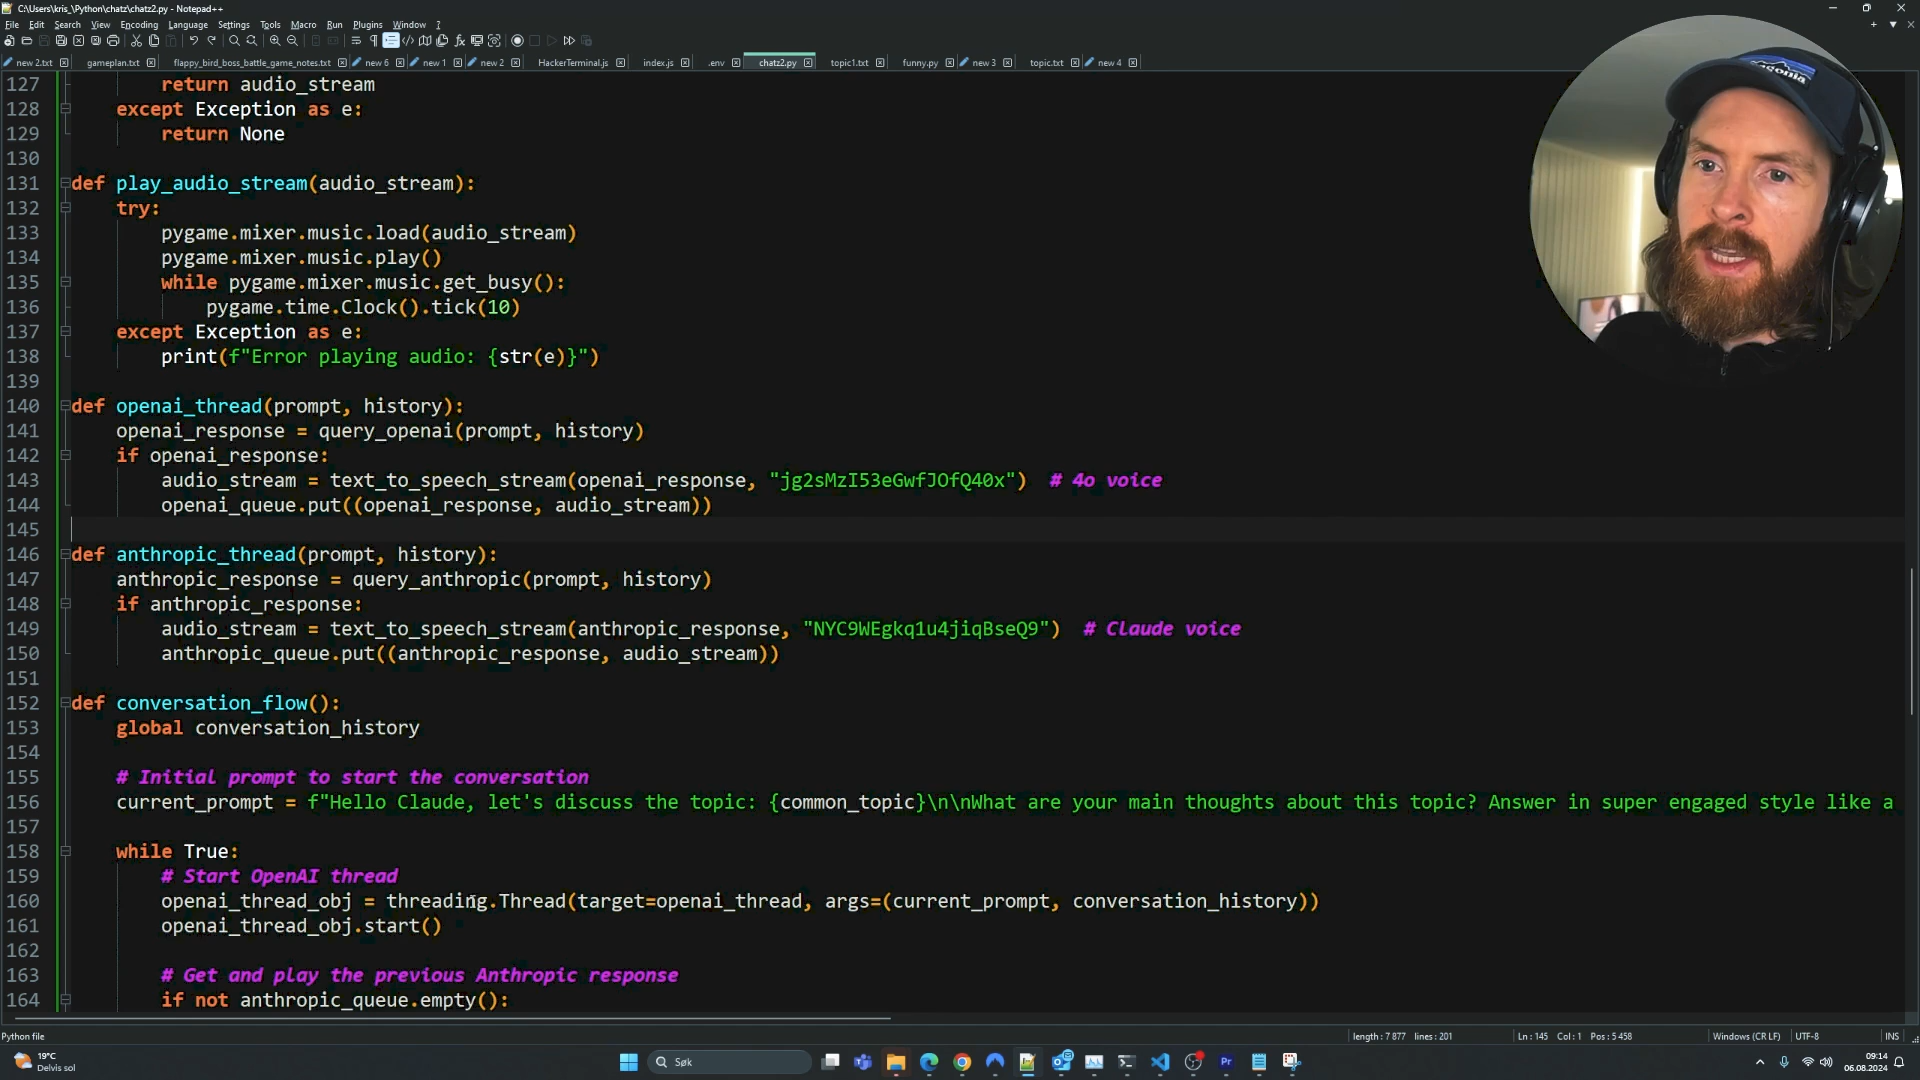 C:\Users\kris_\Python\chatz\chatz2.py - Notepad++
File Edit Search View Encoding Language Settings Tools Macro Run Plugins Window ?
new 2.txt gameplan.txt flappy_bird_boss_battle_game_notes.txt new 6 new 1 new 2 HackerTerminal.js index.js .env chatz2.py topic1.txt funny.py new 3 topic.txt new 4
patagonia
127 return audio_stream
128 except Exception as e:
129 return None
130
131 def play_audio_stream(audio_stream):
132 try:
133 pygame.mixer.music.load(audio_stream)
134 pygame.mixer.music.play()
135 while pygame.mixer.music.get_busy():
136 pygame.time.Clock().tick(10)
137 except Exception as e:
138 print(f"Error playing audio: {str(e)}")
139
140 def openai_thread(prompt, history):
141 openai_response = query_openai(prompt, history)
142 if openai_response:
143 audio_stream = text_to_speech_stream(openai_response, "jg2sMzI53eGwfJOfQ40x") # 4o voice
144 openai_queue.put((openai_response, audio_stream))
145
146 def anthropic_thread(prompt, history):
147 anthropic_response = query_anthropic(prompt, history)
148 if anthropic_response:
149 audio_stream = text_to_speech_stream(anthropic_response, "NYC9WEgkq1u4jiqBseQ9") # Claude voice
150 anthropic_queue.put((anthropic_response, audio_stream))
151
152 def conversation_flow():
153 global conversation_history
154
155 # Initial prompt to start the conversation
156 current_prompt = f"Hello Claude, let's discuss the topic: {common_topic}\n\nWhat are your main thoughts about this topic? Answer in super engaged style like a
157
158 while True:
159 # Start OpenAI thread
160 openai_thread_obj = threading.Thread(target=openai_thread, args=(current_prompt, conversation_history))
161 openai_thread_obj.start()
162
163 # Get and play the previous Anthropic response
164 if not anthropic_queue.empty():
Python file length : 7 877 lines : 201 Ln : 145 Col : 1 Pos : 5 458 Windows (CR LF) UTF-8 INS
19°C
Delvis sol
Søk
Pr
09:14
06.08.2024